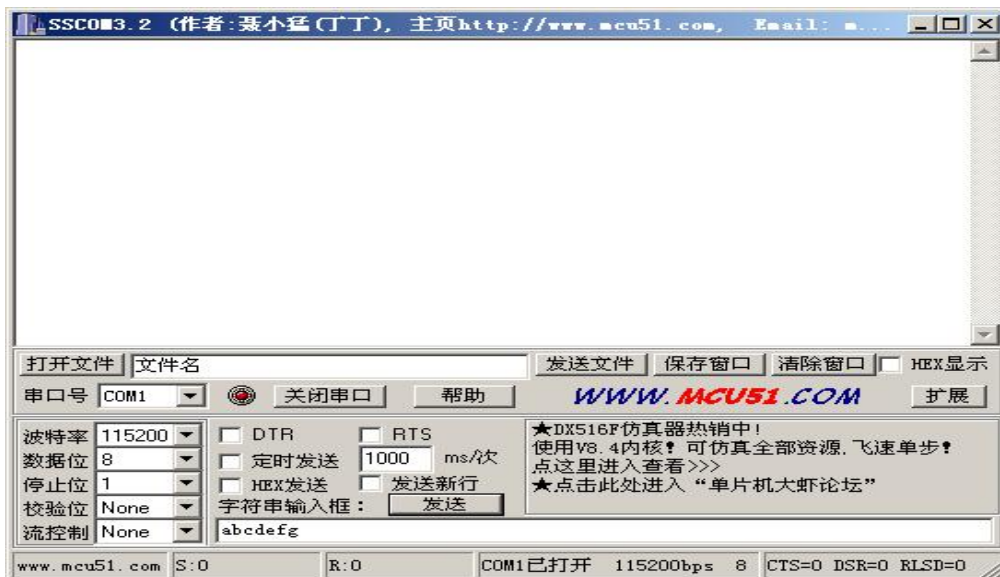 SSCOM3.2 (作者:聂小猛(丁丁), 主页http://www.mcu51.com, Email: m...
打开文件 文件名 发送文件 保存窗口 清除窗口 HEX显示
串口号 COM1 关闭串口 帮助 WWW.MCU51.COM 扩展
波特率 115200 DTR RTS ★DX516F仿真器热销中!
使用V8.4内核!可仿真全部资源,飞速单步!
数据位 8 定时发送 1000 ms/次 点这里进入查看>>>
停止位 1 HEX发送 发送新行 ★点击此处进入“单片机大虾论坛”
校验位 None 字符串输入框: 发送
流控制 None abcdefg
www.mcu51.com S:0 R:0 COM1已打开 115200bps 8 CTS=0 DSR=0 RLSD=0